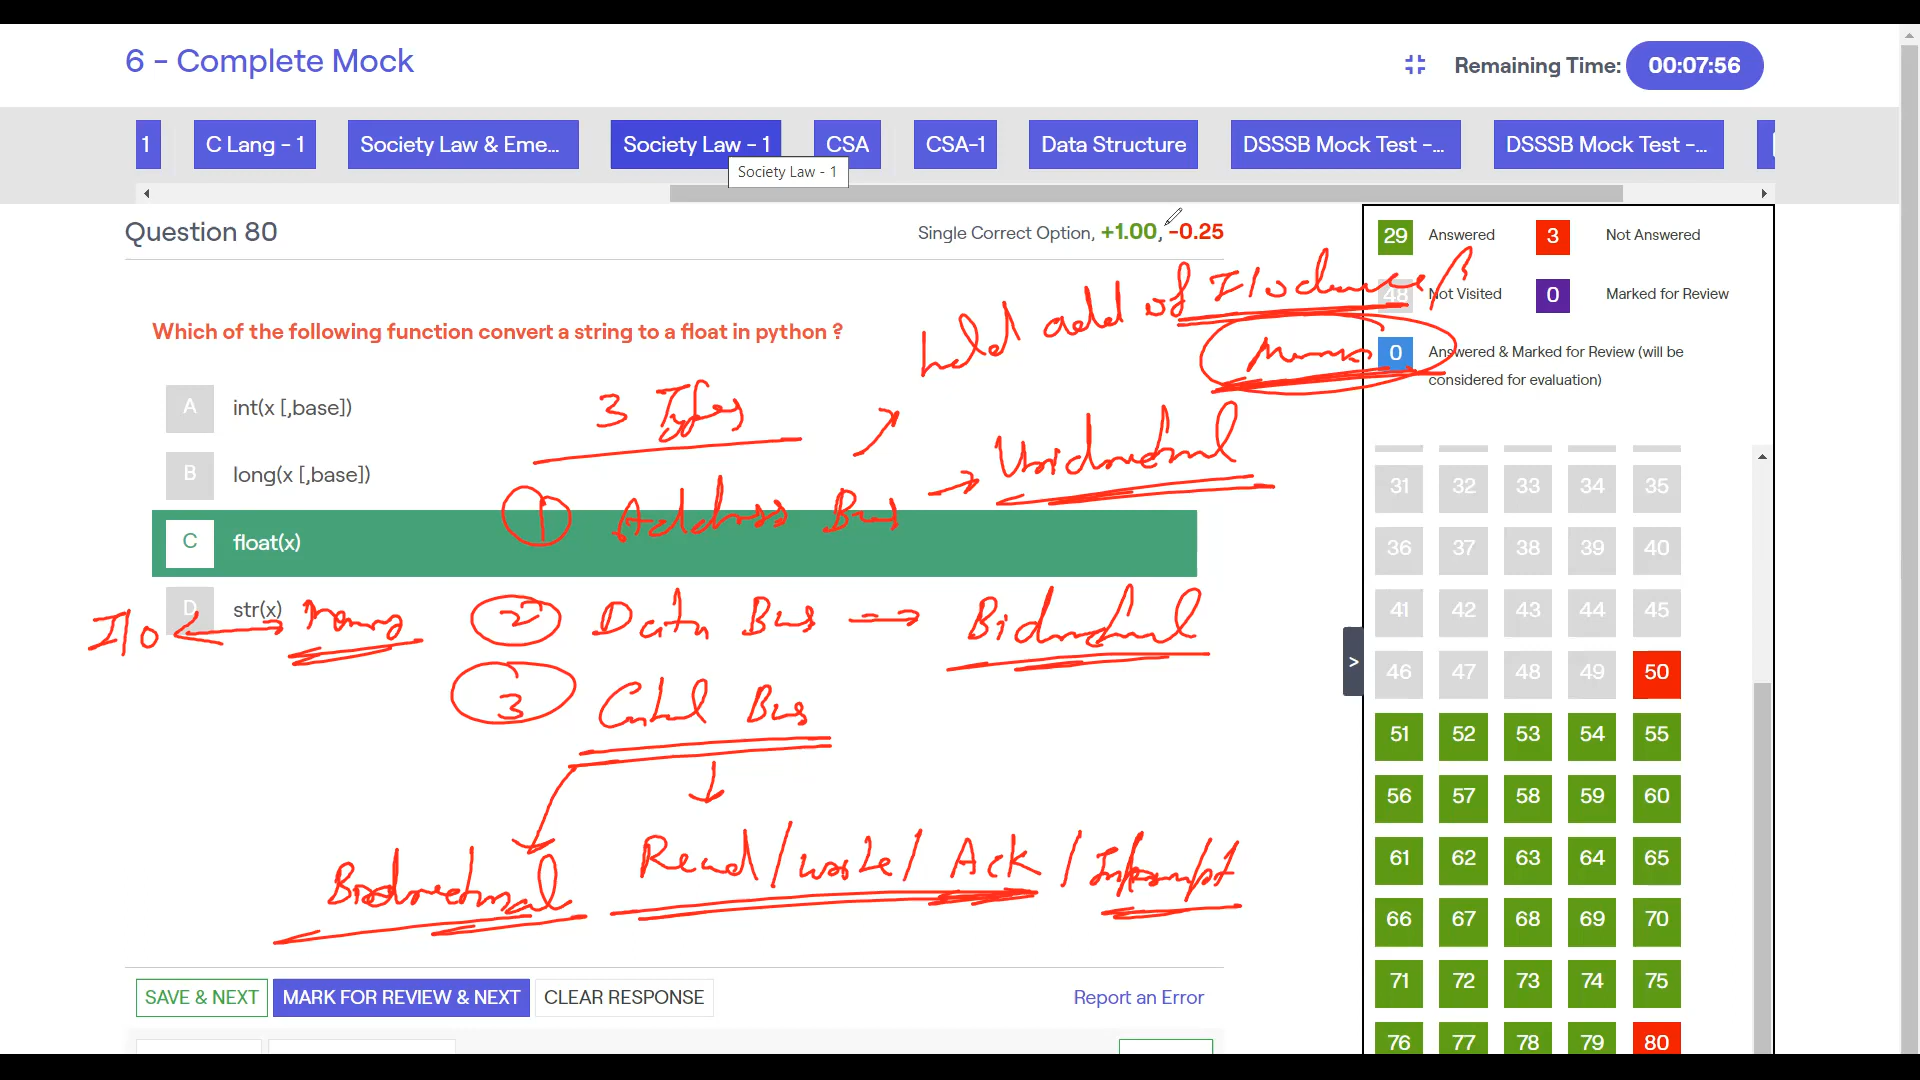 6 - Complete Mock
Remaining Time: 00:07:56
1 C Lang - 1 Society Law & Eme... Society Law - 1 CSA CSA-1 Data Structure DSSSB Mock Test -... DSSSB Mock Test -...
Society Law - 1
Question 80
Single Correct Option, +1.00, -0.25
29 Answered 3 Not Answered
48 Not Visited 0 Marked for Review
0 Answered & Marked for Review (will be
considered for evaluation)
Which of the following function convert a string to a float in python ?
A int(x [,base])
B long(x [,base])
C float(x)
D str(x)
hold add of I/o
3 Types
① Address Bus →
② Data Bus →
I/o
③ Bus
Read / write / Ack /
31 32 33 34 35
36 37 38 39 40
41 42 43 44 45
46 47 48 49 50
51 52 53 54 55
56 57 58 59 60
61 62 63 64 65
66 67 68 69 70
71 72 73 74 75
76 77 78 79 80
>
SAVE & NEXT MARK FOR REVIEW & NEXT CLEAR RESPONSE
Report an Error